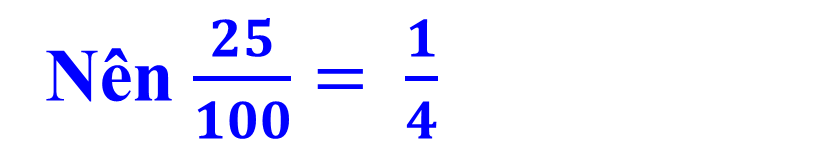 Nên 25/100 = 1/4